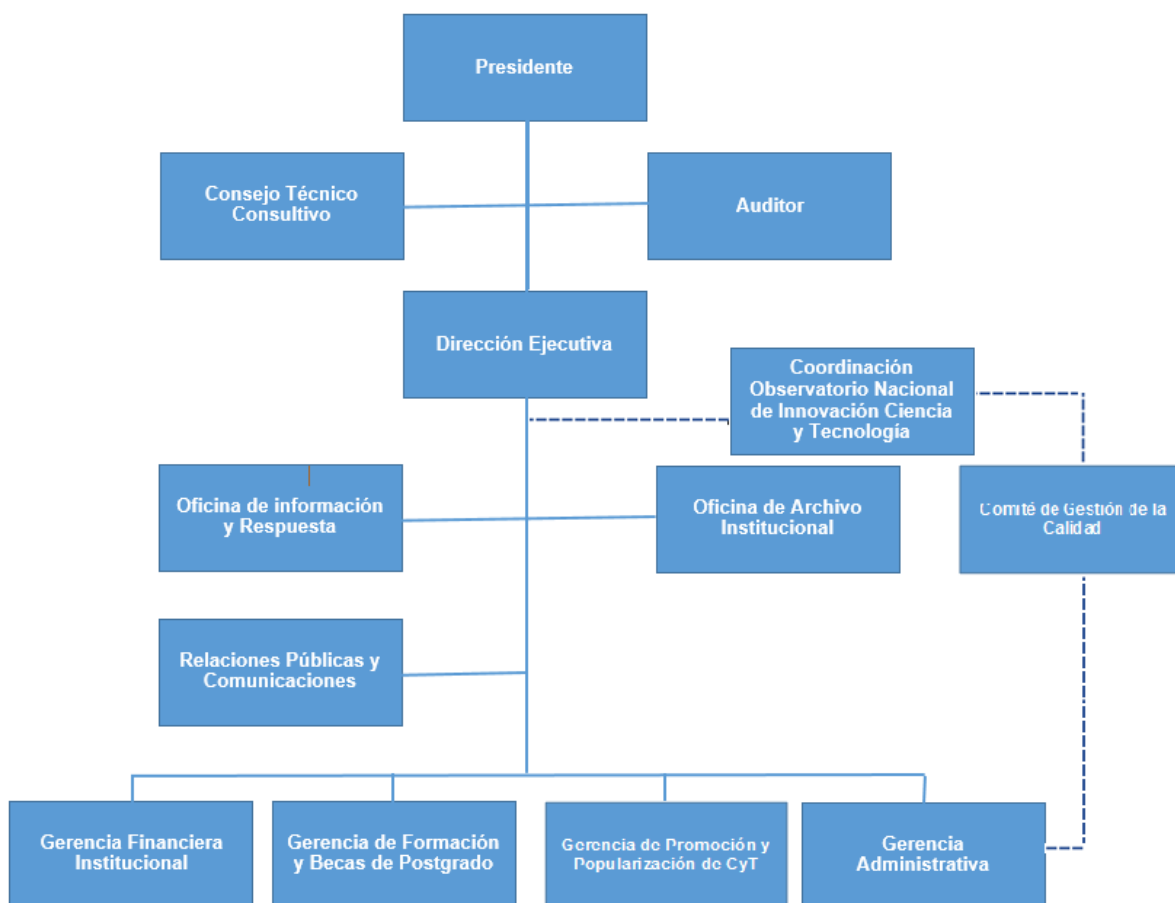 Presidente
Consejo Técnico
Consultivo
Auditor
Dirección Ejecutiva
Coordinación
Observatorio Nacional
de Innovación Ciencia
y Tecnología
Oficina de información
y Respuesta
Oficina de Archivo
Institucional
Comité de Gestión de la
Calidad
Relaciones Públicas y
Comunicaciones
Gerencia Financiera
Institucional
Gerencia de Formación
y Becas de Postgrado
Gerencia de Promoción y
Popularización de CyT
Gerencia
Administrativa